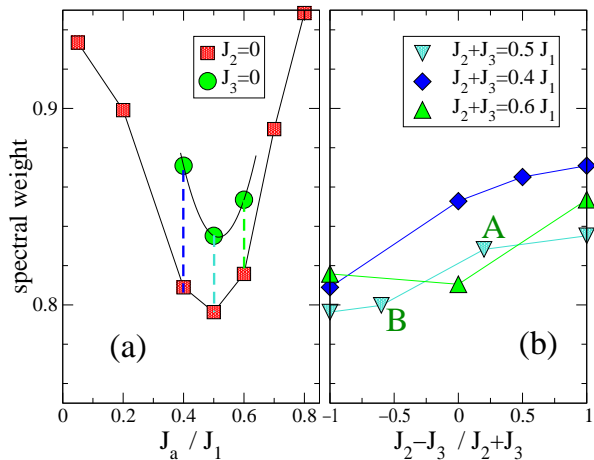 J₂=0
J₃=0
J₂+J₃=0.5 J₁
J₂+J₃=0.4 J₁
J₂+J₃=0.6 J₁
0.9
0.8
spectral weight
A
B
(a)
(b)
0 0.2 0.4 0.6 0.8
−1 −0.5 0 0.5 1
Jₐ / J₁
J₂−J₃ / J₂+J₃